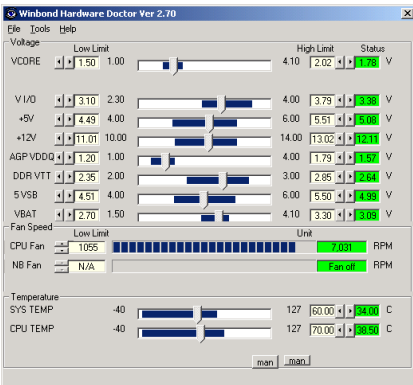 Winbond Hardware Doctor Ver 2.70
File Tools Help
Voltage Low Limit High Limit Status
VCORE 1.50 1.00 4.10 2.02 1.78 V
V I/O 3.10 2.30 4.00 3.79 3.38 V
+5V 4.49 4.00 6.00 5.51 5.08 V
+12V 11.01 10.00 14.00 13.02 12.11 V
AGP VDDQ 1.20 1.00 4.00 1.79 1.57 V
DDR VTT 2.35 2.00 3.00 2.85 2.64 V
5 VSB 4.51 4.00 6.00 5.50 4.99 V
VBAT 2.70 1.50 4.10 3.30 3.09 V
Fan Speed Low Limit Unit
CPU Fan 1055 7,031 RPM
NB Fan N/A Fan off RPM
Temperature
SYS TEMP -40 127 60.00 34.00 C
CPU TEMP -40 127 70.00 38.50 C
man man